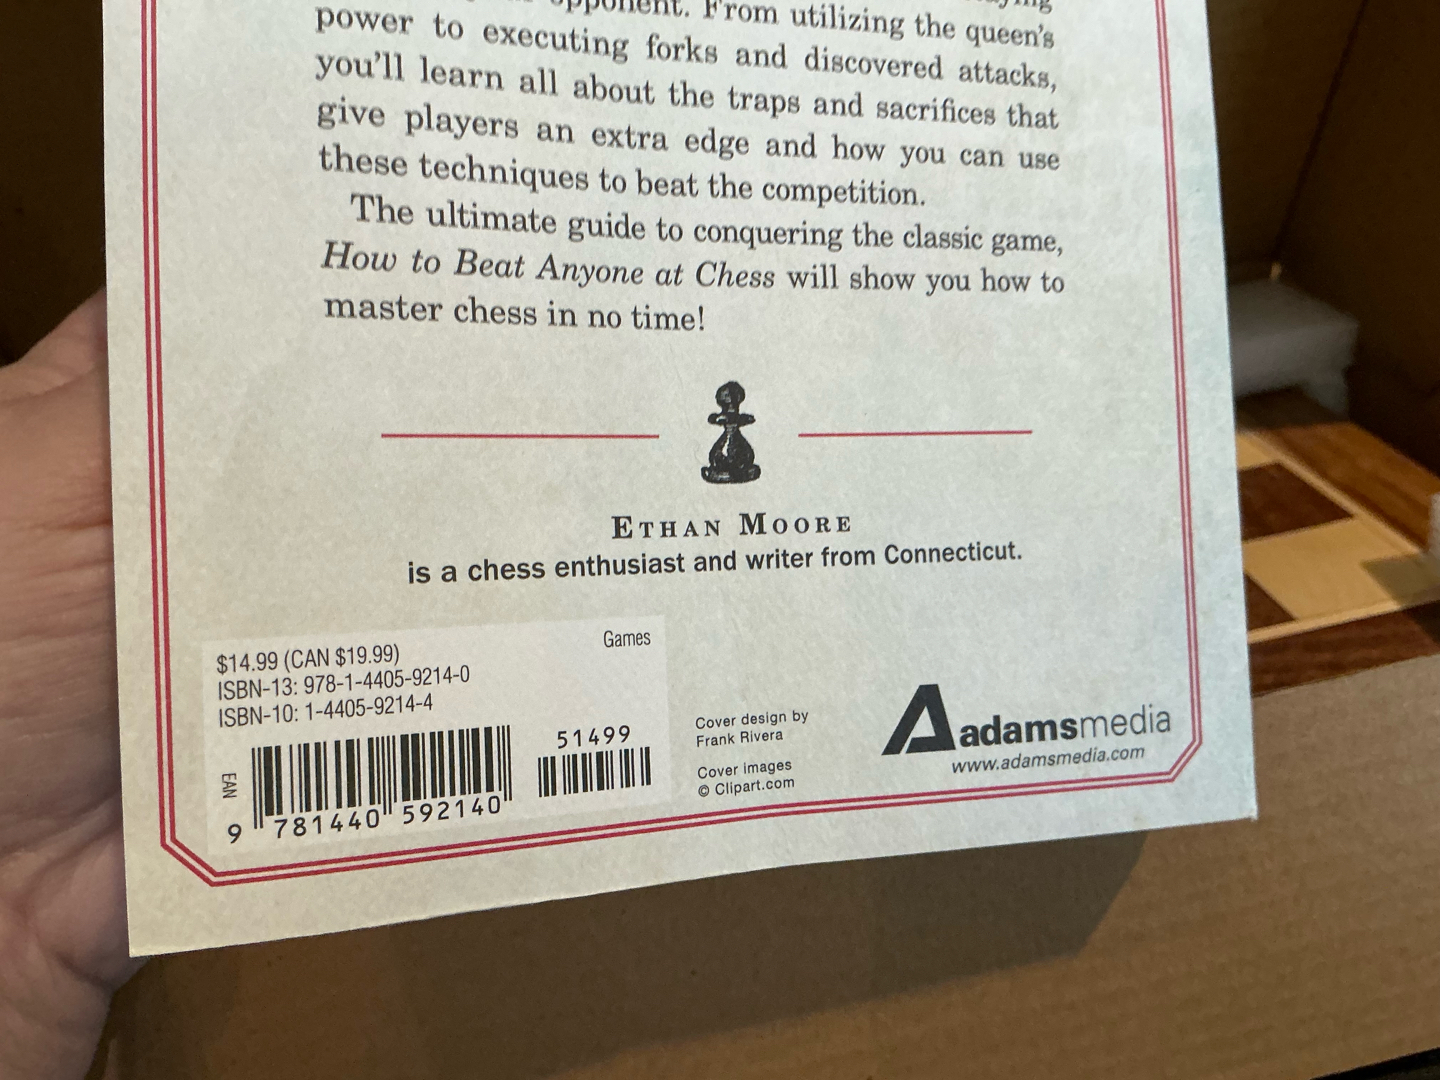 opponent. From utilizing the queen's
power to executing forks and discovered attacks,
you'll learn all about the traps and sacrifices that
give players an extra edge and how you can use
these techniques to beat the competition.
The ultimate guide to conquering the classic game,
How to Beat Anyone at Chess will show you how to
master chess in no time!
ETHAN MOORE
is a chess enthusiast and writer from Connecticut.
Games
$14.99 (CAN $19.99)
ISBN-13: 978-1-4405-9214-0
ISBN-10: 1-4405-9214-4
51499
EAN
9 781440 592140
Cover design by
Frank Rivera
Cover images
© Clipart.com
adamsmedia
www.adamsmedia.com